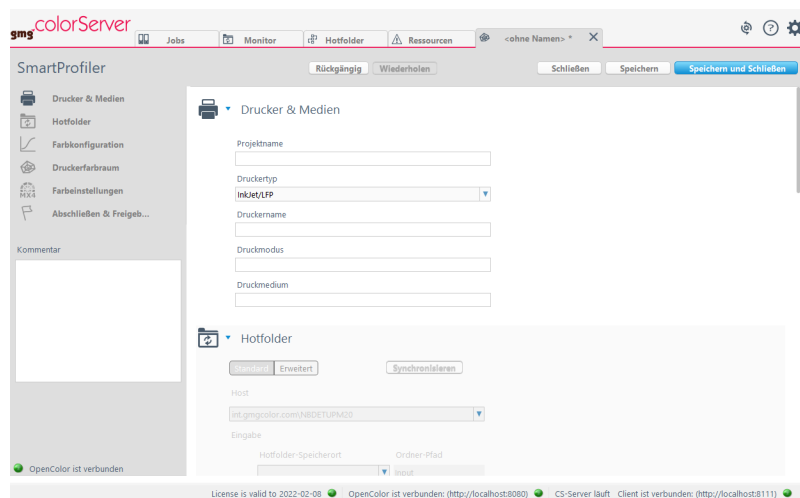 gmg colorServer
Jobs Monitor Hotfolder Ressourcen <ohne Namen> *
SmartProfiler Rückgängig Wiederholen Schließen Speichern Speichern und Schließen
Drucker & Medien
Hotfolder
Farbkonfiguration
Druckerfarbraum
MX4 Farbeinstellungen
Abschließen & Freigeb...
Kommentar
OpenColor ist verbunden
Drucker & Medien
Projektname
Druckertyp
InkJet/LFP
Druckername
Druckmodus
Druckmedium
Hotfolder
Standard Erweitert Synchronisieren
Host
int.gmgcolor.com\NBDETUPM20
Eingabe
Hotfolder-Speicherort Ordner-Pfad
input
License is valid to 2022-02-08 OpenColor ist verbunden: (http://localhost:8080) CS-Server läuft Client ist verbunden: (http://localhost:8111)